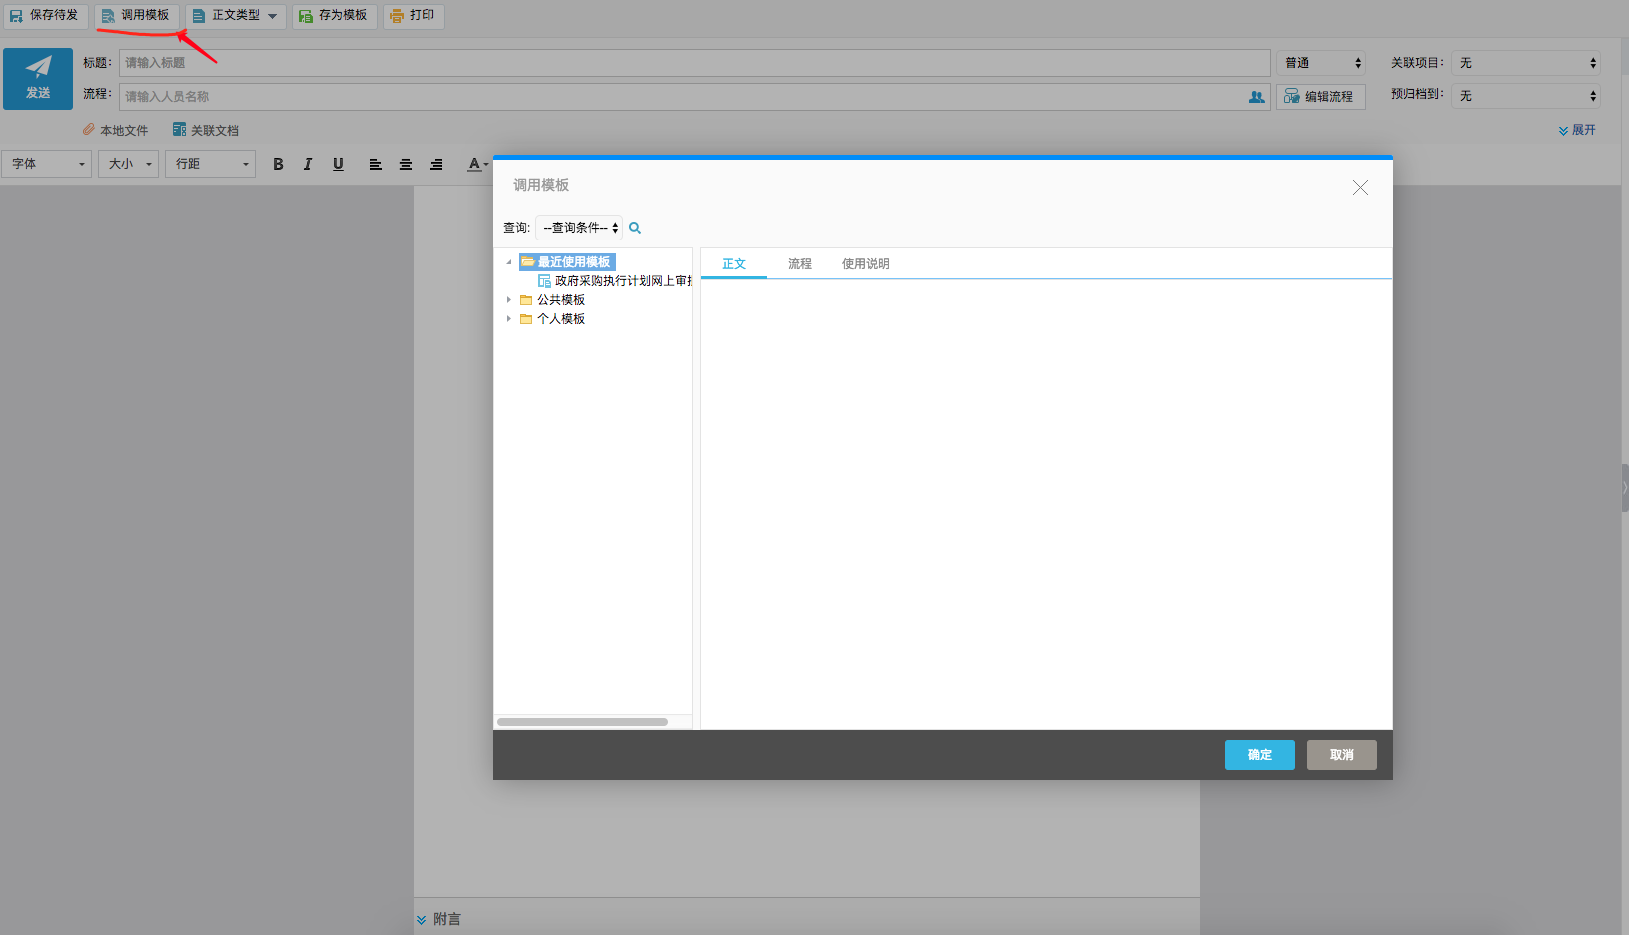 保存待发 调用模板 正文类型 存为模板 打印
发送
标题： 请输入标题 普通 关联项目： 无
流程： 请输入人员名称 编辑流程 预归档到： 无
本地文件 关联文档 展开
字体 大小 行距 B I U A
调用模板
查询: --查询条件--
最近使用模板
政府采购执行计划网上审
公共模板
个人模板
正文 流程 使用说明
确定 取消
附言